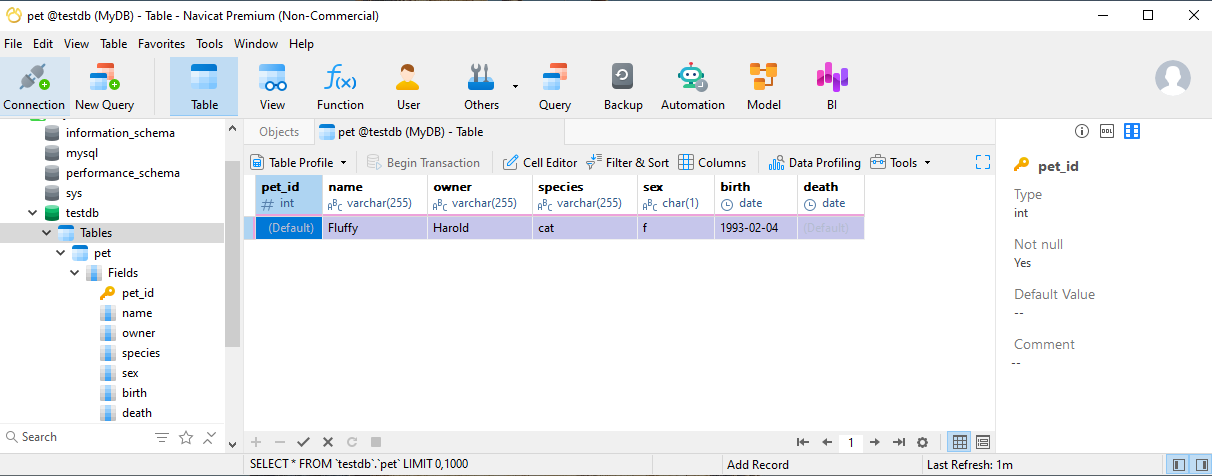 pet @testdb (MyDB) - Table - Navicat Premium (Non-Commercial)
File Edit View Table Favorites Tools Window Help
Connection New Query Table View Function User Others Query Backup Automation Model BI
f(x)
information_schema
mysql
performance_schema
sys
testdb
Tables
pet
Fields
pet_id
name
owner
species
sex
birth
death
Search
Objects pet @testdb (MyDB) - Table
Table Profile Begin Transaction Cell Editor Filter & Sort Columns Data Profiling Tools
pet_id name owner species sex birth death
# int ABC varchar(255) ABC varchar(255) ABC varchar(255) ABC char(1) date date
(Default) Fluffy Harold cat f 1993-02-04 (Default)
1
SELECT * FROM `testdb`.`pet` LIMIT 0,1000 Add Record Last Refresh: 1m
DDL
pet_id
Type
int
Not null
Yes
Default Value
--
Comment
--